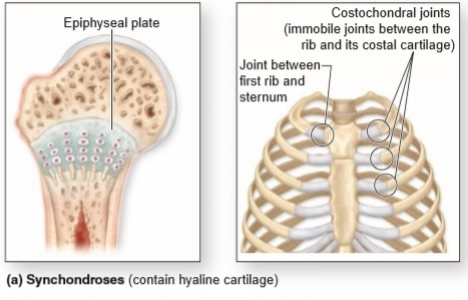 Epiphyseal plate
Costochondral joints
(immobile joints between the
rib and its costal cartilage)
Joint between
first rib and
sternum
(a) Synchondroses (contain hyaline cartilage)